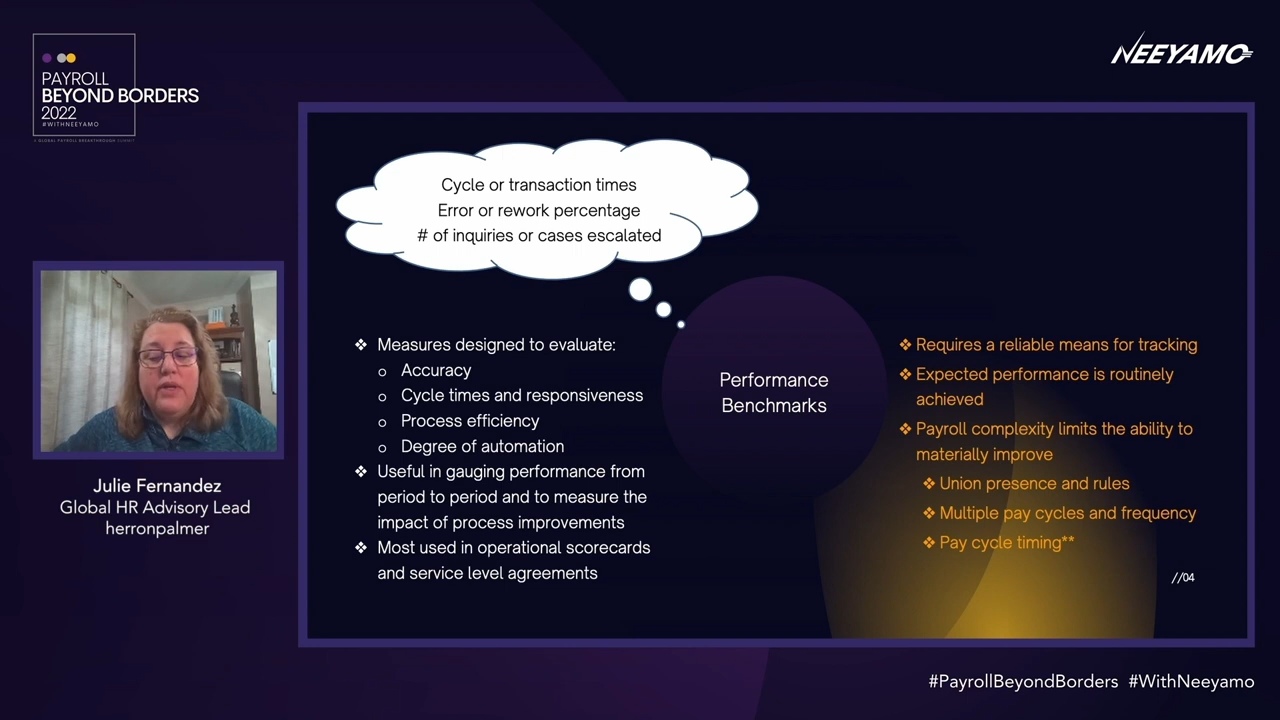 PAYROLL
BEYOND BORDERS
2022
#WITHNEEYAMO
A GLOBAL PAYROLL BREAKTHROUGH SUMMIT
NEEYAMO
Cycle or transaction times
Error or rework percentage
# of inquiries or cases escalated
❖ Measures designed to evaluate:
o Accuracy
o Cycle times and responsiveness
o Process efficiency
o Degree of automation
❖ Useful in gauging performance from
period to period and to measure the
impact of process improvements
❖ Most used in operational scorecards
and service level agreements
Performance
Benchmarks
❖ Requires a reliable means for tracking
❖ Expected performance is routinely
achieved
❖ Payroll complexity limits the ability to
materially improve
❖ Union presence and rules
❖ Multiple pay cycles and frequency
❖ Pay cycle timing**
//04
Julie Fernandez
Global HR Advisory Lead
herronpalmer
#PayrollBeyondBorders #WithNeeyamo